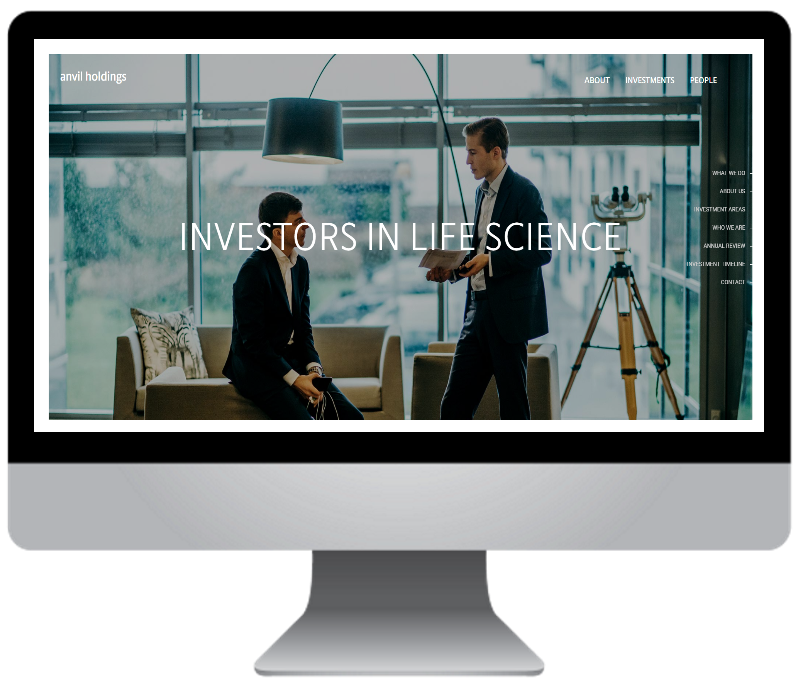 anvil holdings
ABOUT INVESTMENTS PEOPLE
WHAT WE DO
ABOUT US
INVESTMENT AREAS
INVESTORS IN LIFE SCIENCE
WHO WE ARE
ANNUAL REVIEW
INVESTMENT TIMELINE
CONTACT